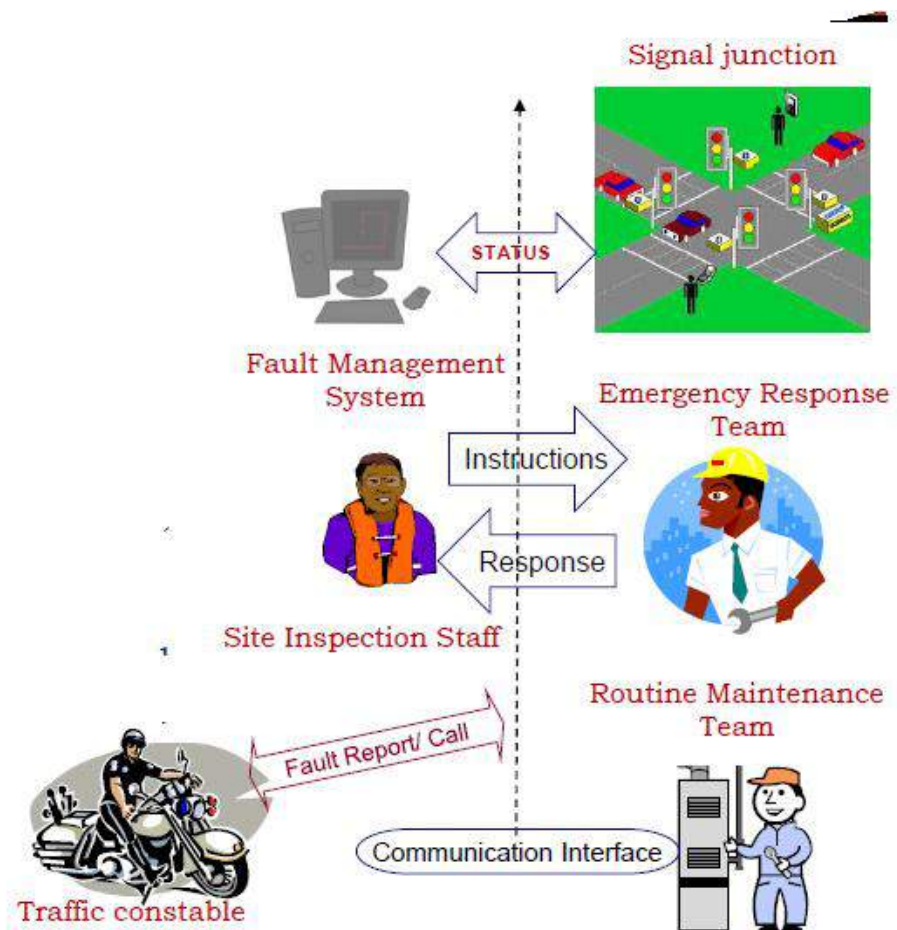 Signal junction
STATUS
Fault Management
System
Emergency Response
Team
Instructions
Response
Site Inspection Staff
Routine Maintenance
Team
Fault Report/ Call
Communication Interface
Traffic constable